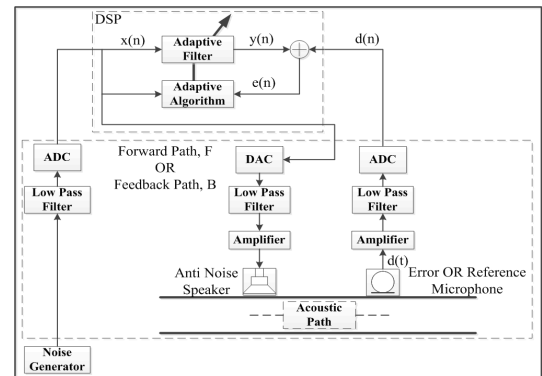 DSP
x(n)
Adaptive
Filter
y(n)
d(n)
Adaptive
Algorithm
e(n)
ADC
Forward Path, F
OR
Feedback Path, B
DAC
ADC
Low Pass
Filter
Low Pass
Filter
Low Pass
Filter
Amplifier
Amplifier
d(t)
Anti Noise
Speaker
Error OR Reference
Microphone
Acoustic
Path
Noise
Generator